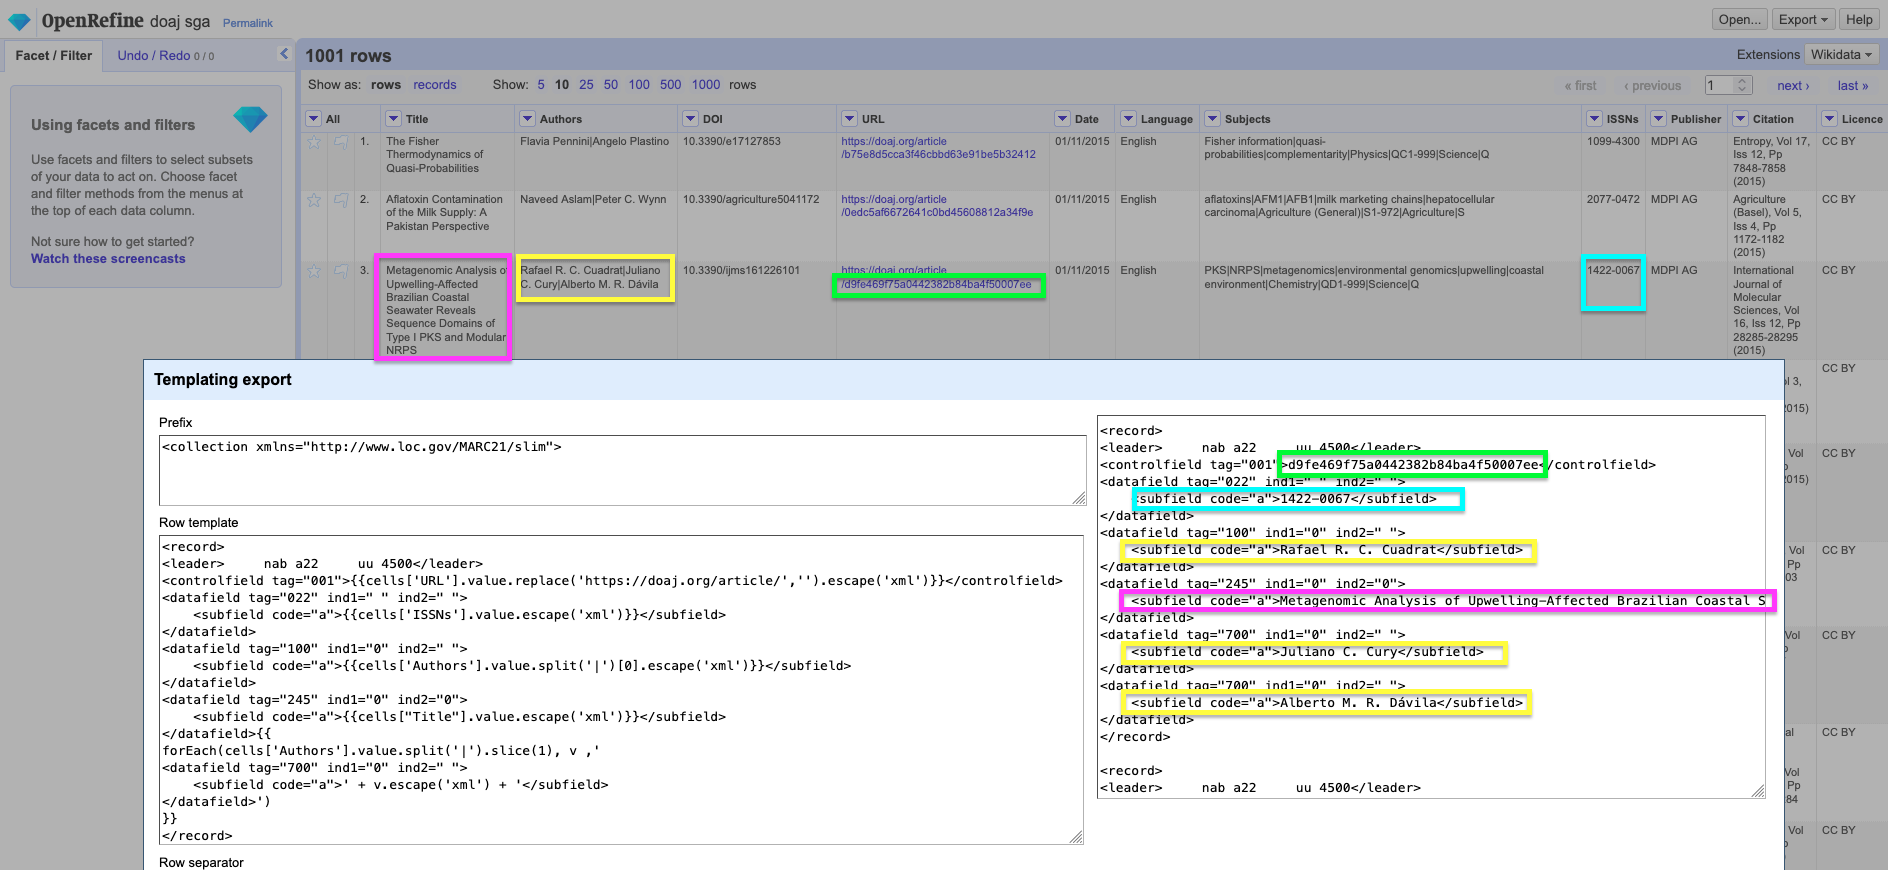 OpenRefine doaj sga Permalink
Open... Export Help
Facet / Filter Undo / Redo 0 / 0
1001 rows
Extensions Wikidata
Show as: rows records Show: 5 10 25 50 100 500 1000 rows
« first ‹ previous 1 next › last »
Using facets and filters
Use facets and filters to select subsets
of your data to act on. Choose facet
and filter methods from the menus at
the top of each data column.
Not sure how to get started?
Watch these screencasts
All Title Authors DOI URL Date Language Subjects ISSNs Publisher Citation Licence
1.
The Fisher
Thermodynamics of
Quasi-Probabilities
Flavia Pennini|Angelo Plastino
10.3390/e17127853
https://doaj.org/article
/b75e8d5cca3f46cbbd63e91be5b32412
01/11/2015
English
Fisher information|quasi-
probabilities|complementarity|Physics|QC1-999|Science|Q
1099-4300
MDPI AG
Entropy, Vol 17,
Iss 12, Pp
7848-7858
(2015)
CC BY
2.
Aflatoxin Contamination
of the Milk Supply: A
Pakistan Perspective
Naveed Aslam|Peter C. Wynn
10.3390/agriculture5041172
https://doaj.org/article
/0edc5af6672641c0bd45608812a34f9e
01/11/2015
English
aflatoxins|AFM1|AFB1|milk marketing chains|hepatocellular
carcinoma|Agriculture (General)|S1-972|Agriculture|S
2077-0472
MDPI AG
Agriculture
(Basel), Vol 5,
Iss 4, Pp
1172-1182
(2015)
CC BY
3.
Metagenomic Analysis of
Upwelling-Affected
Brazilian Coastal
Seawater Reveals
Sequence Domains of
Type I PKS and Modular
NRPS
Rafael R. C. Cuadrat|Juliano
C. Cury|Alberto M. R. Dávila
10.3390/ijms161226101
https://doaj.org/article
/d9fe469f75a0442382b84ba4f50007ee
01/11/2015
English
PKS|NRPS|metagenomics|environmental genomics|upwelling|coastal
environment|Chemistry|QD1-999|Science|Q
1422-0067
MDPI AG
International
Journal of
Molecular
Sciences, Vol
16, Iss 12, Pp
28285-28295
(2015)
CC BY
Templating export
Prefix
<collection xmlns="http://www.loc.gov/MARC21/slim">
Row template
<record>
<leader>     nab a22     uu 4500</leader>
<controlfield tag="001">{{cells['URL'].value.replace('https://doaj.org/article/','').escape('xml')}}</controlfield>
<datafield tag="022" ind1=" " ind2=" ">
    <subfield code="a">{{cells['ISSNs'].value.escape('xml')}}</subfield>
</datafield>
<datafield tag="100" ind1="0" ind2=" ">
    <subfield code="a">{{cells['Authors'].value.split('|')[0].escape('xml')}}</subfield>
</datafield>
<datafield tag="245" ind1="0" ind2="0">
    <subfield code="a">{{cells["Title"].value.escape('xml')}}</subfield>
</datafield>{{
forEach(cells['Authors'].value.split('|').slice(1), v ,'
<datafield tag="700" ind1="0" ind2=" ">
    <subfield code="a">' + v.escape('xml') + '</subfield>
</datafield>')
}}
</record>
Row separator
<record>
<leader>     nab a22     uu 4500</leader>
<controlfield tag="001">d9fe469f75a0442382b84ba4f50007ee</controlfield>
<datafield tag="022" ind1=" " ind2=" ">
    <subfield code="a">1422-0067</subfield>
</datafield>
<datafield tag="100" ind1="0" ind2=" ">
    <subfield code="a">Rafael R. C. Cuadrat</subfield>
</datafield>
<datafield tag="245" ind1="0" ind2="0">
    <subfield code="a">Metagenomic Analysis of Upwelling-Affected Brazilian Coastal S
</datafield>
<datafield tag="700" ind1="0" ind2=" ">
    <subfield code="a">Juliano C. Cury</subfield>
</datafield>
<datafield tag="700" ind1="0" ind2=" ">
    <subfield code="a">Alberto M. R. Dávila</subfield>
</datafield>
</record>
<record>
<leader>     nab a22     uu 4500</leader>
CC BY
3,
2015)
Vol CC BY
2015)
Vol CC BY
Pp
03
Vol CC BY
al CC BY
Vol
Pp
84
Vol CC BY